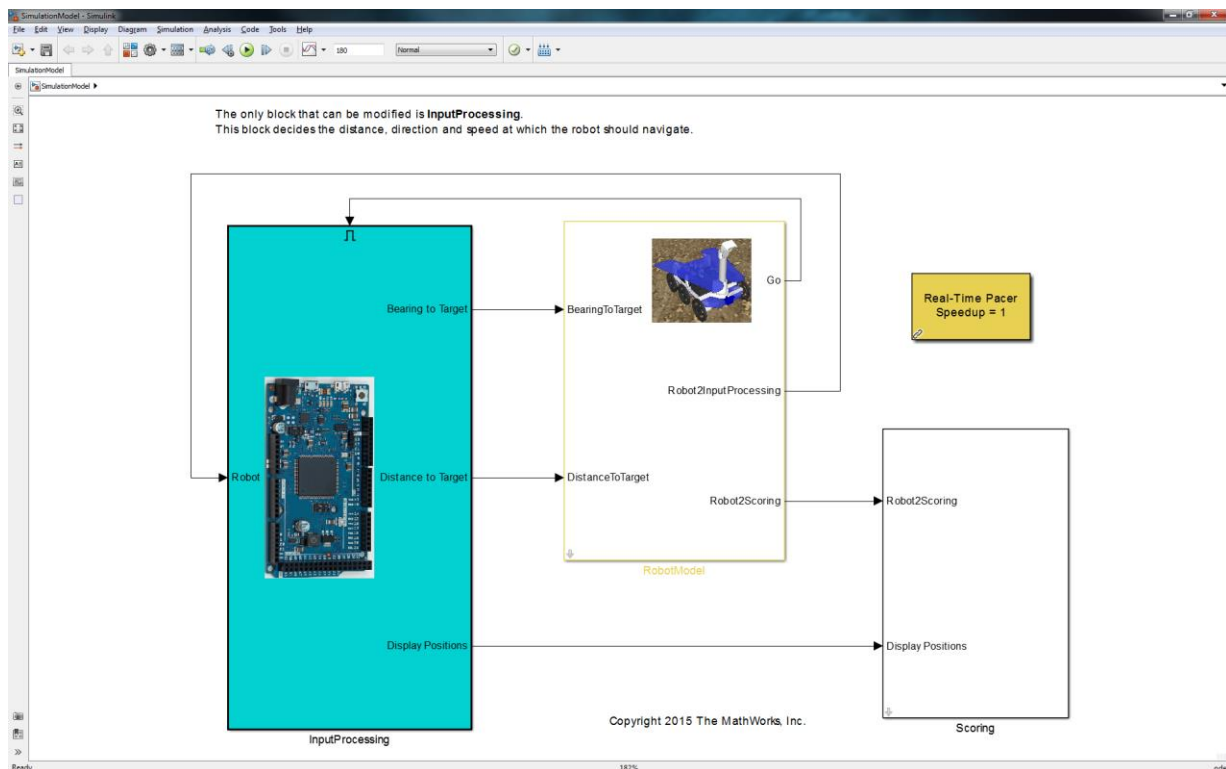 SimulationModel - Simulink
File Edit View Display Diagram Simulation Analysis Code Tools Help
180 Normal
SimulationModel
SimulationModel
The only block that can be modified is InputProcessing.
This block decides the distance, direction and speed at which the robot should navigate.
Go
Bearing to Target
BearingToTarget
Real-Time Pacer
Speedup = 1
Robot2InputProcessing
Robot
Distance to Target
DistanceToTarget
Robot2Scoring
Robot2Scoring
RobotModel
Display Positions
Display Positions
Copyright 2015 The MathWorks, Inc.
Scoring
InputProcessing
Ready
182%